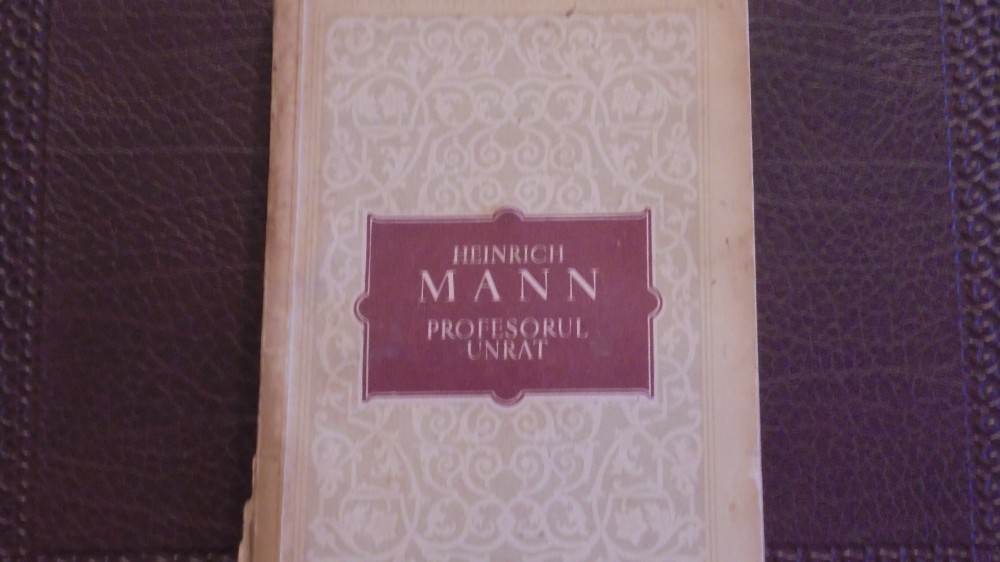 HEINRICH
MANN
PROFESORUL
UNRAT